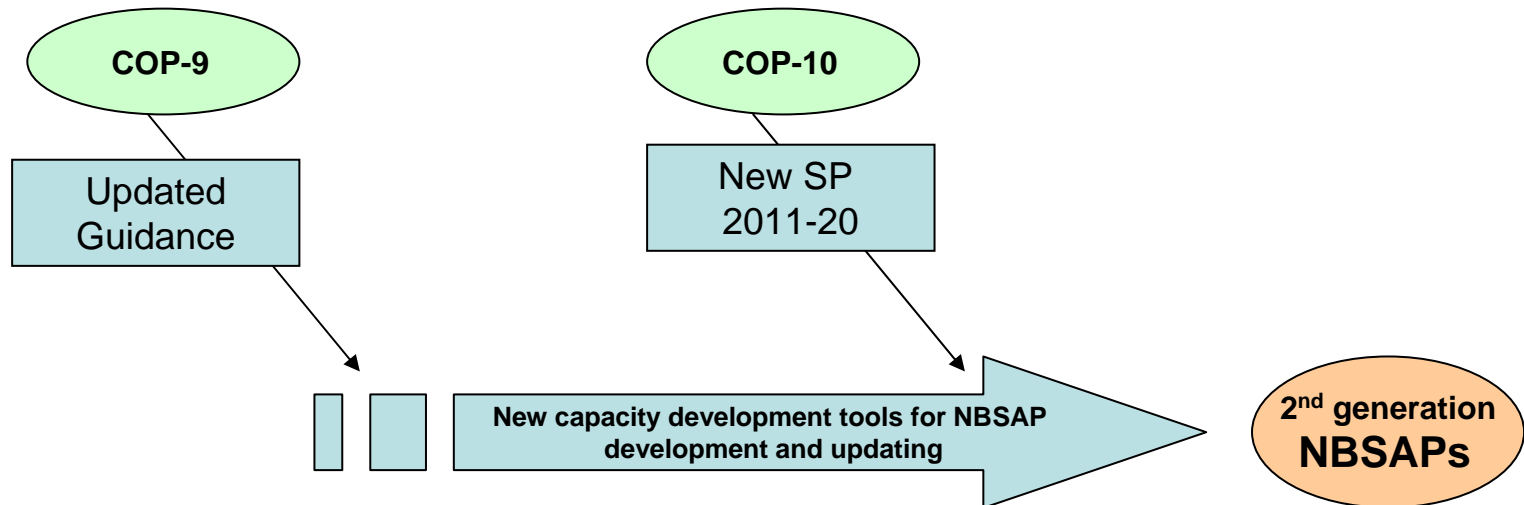 COP-9
COP-10
Updated
Guidance
New SP
2011-20
New capacity development tools for NBSAP
development and updating
2nd generation
NBSAPs